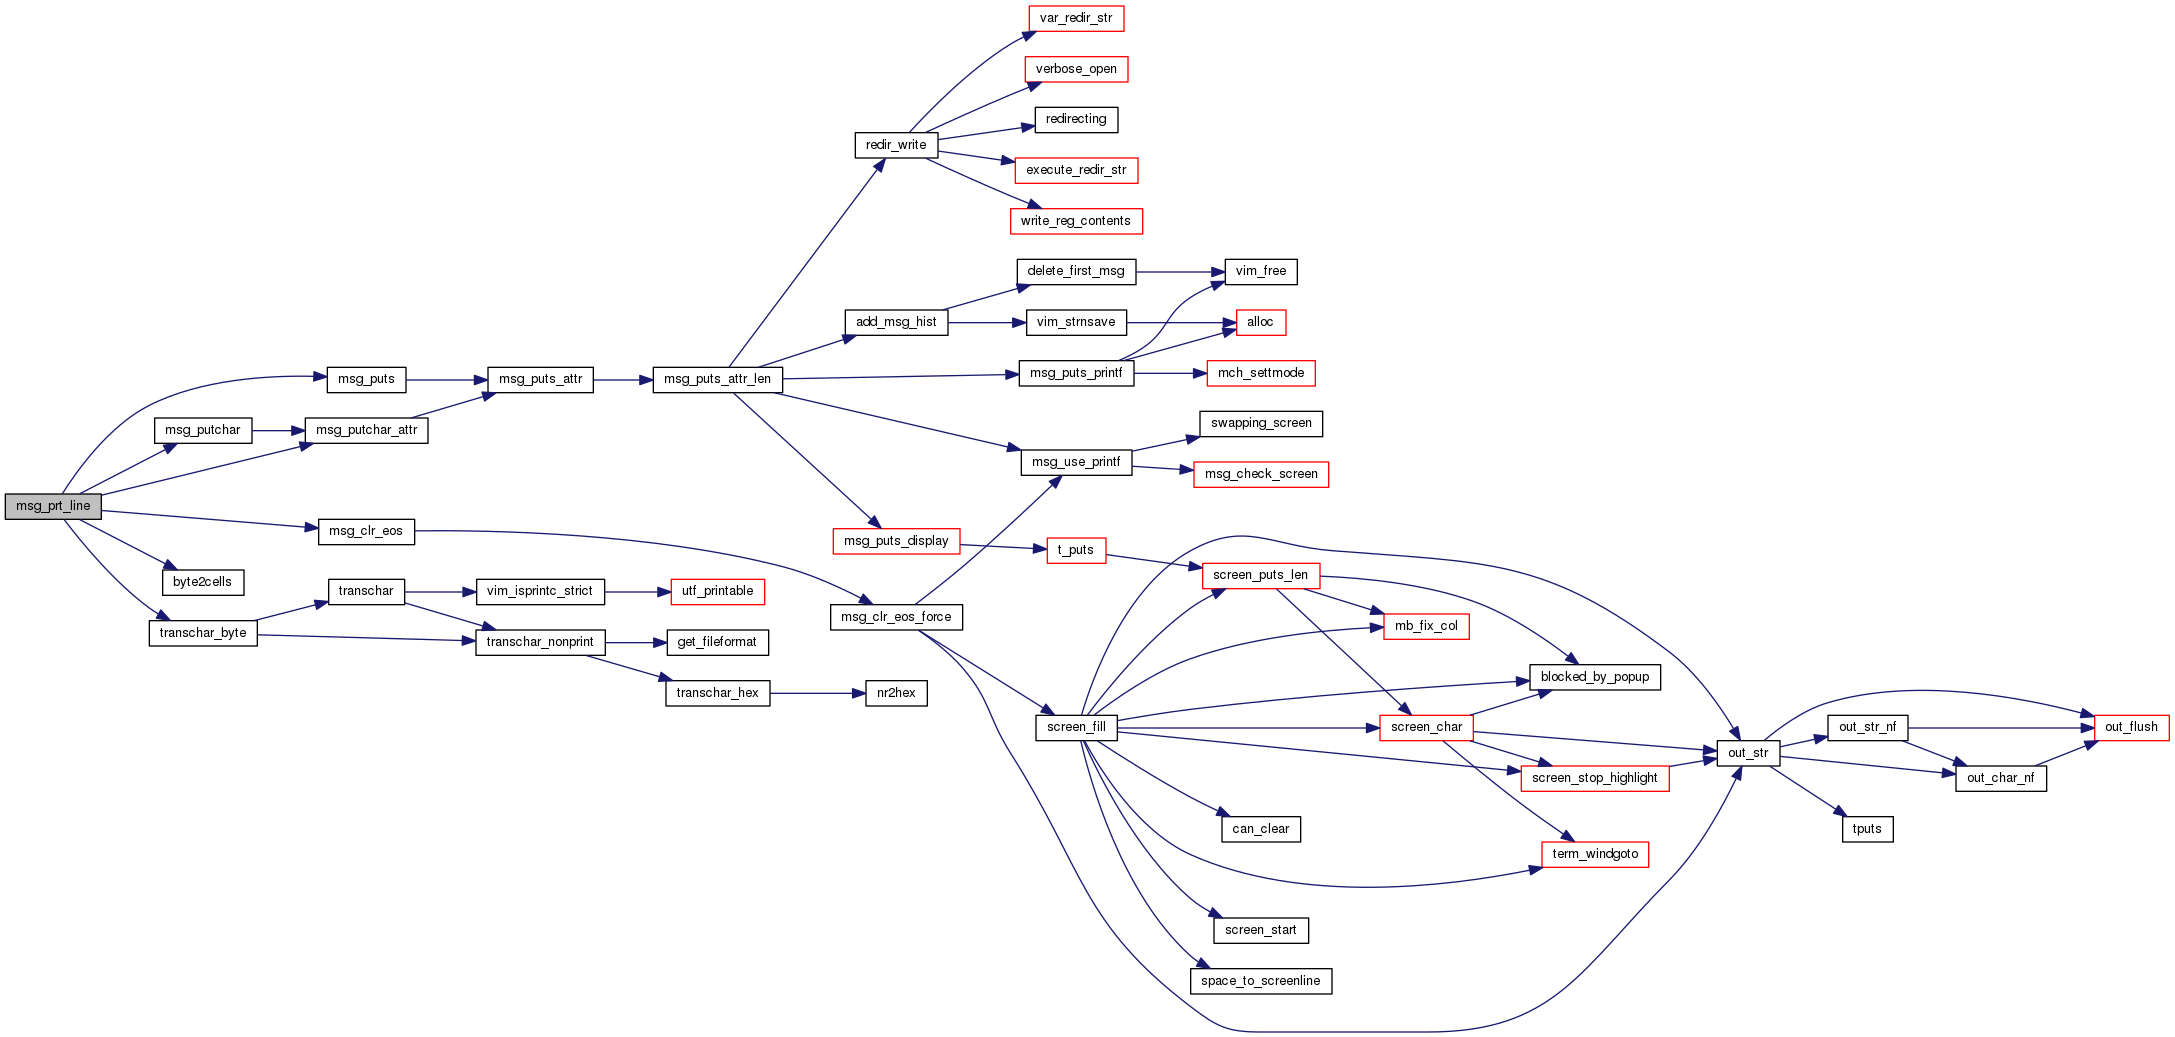 var_redir_str
verbose_open
redirecting
redir_write
execute_redir_str
write_reg_contents
delete_first_msg
vim_free
add_msg_hist
vim_strnsave
alloc
msg_puts
msg_puts_attr
msg_puts_attr_len
msg_puts_printf
mch_settmode
msg_putchar
msg_putchar_attr
swapping_screen
msg_use_printf
msg_check_screen
msg_prt_line
msg_clr_eos
msg_puts_display
t_puts
byte2cells
transchar
vim_isprintc_strict
utf_printable
screen_puts_len
msg_clr_eos_force
mb_fix_col
transchar_byte
transchar_nonprint
get_fileformat
blocked_by_popup
transchar_hex
nr2hex
screen_fill
screen_char
out_str_nf
out_flush
out_str
screen_stop_highlight
out_char_nf
can_clear
tputs
term_windgoto
screen_start
space_to_screenline